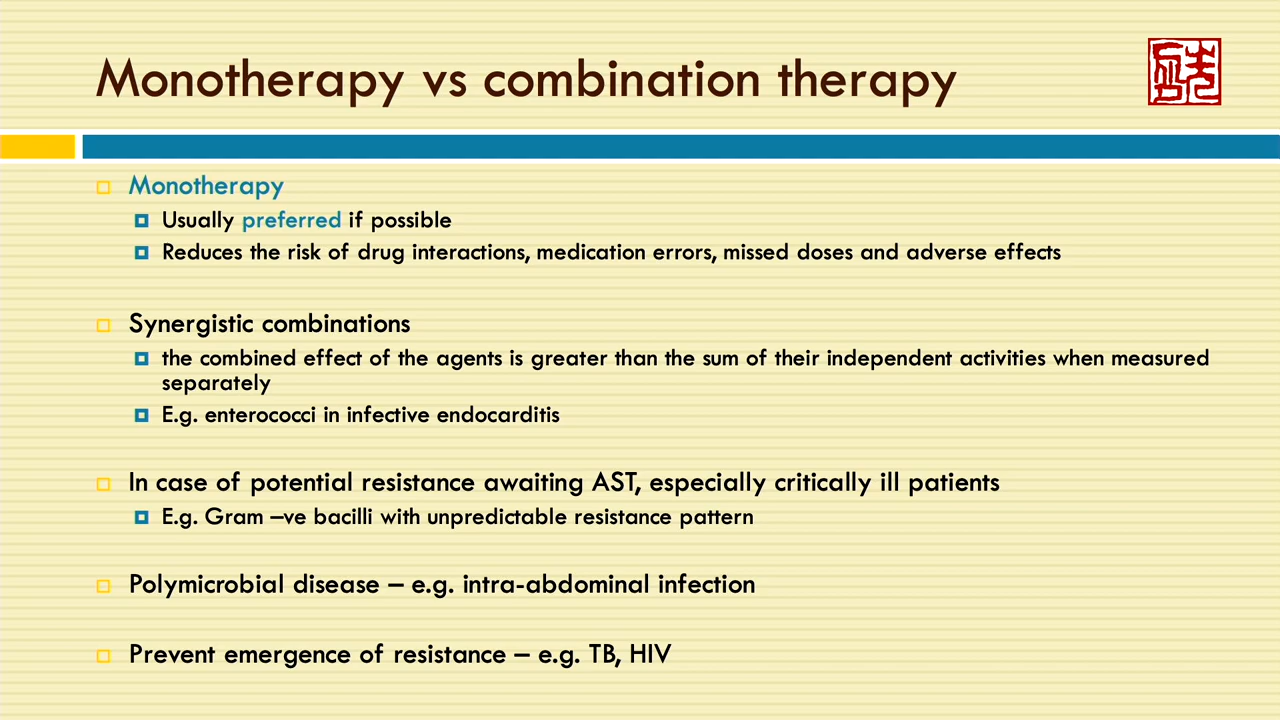 Monotherapy vs combination therapy
Monotherapy
Usually preferred if possible
Reduces the risk of drug interactions, medication errors, missed doses and adverse effects
Synergistic combinations
the combined effect of the agents is greater than the sum of their independent activities when measured
separately
E.g. enterococci in infective endocarditis
In case of potential resistance awaiting AST, especially critically ill patients
E.g. Gram –ve bacilli with unpredictable resistance pattern
Polymicrobial disease – e.g. intra-abdominal infection
Prevent emergence of resistance – e.g. TB, HIV